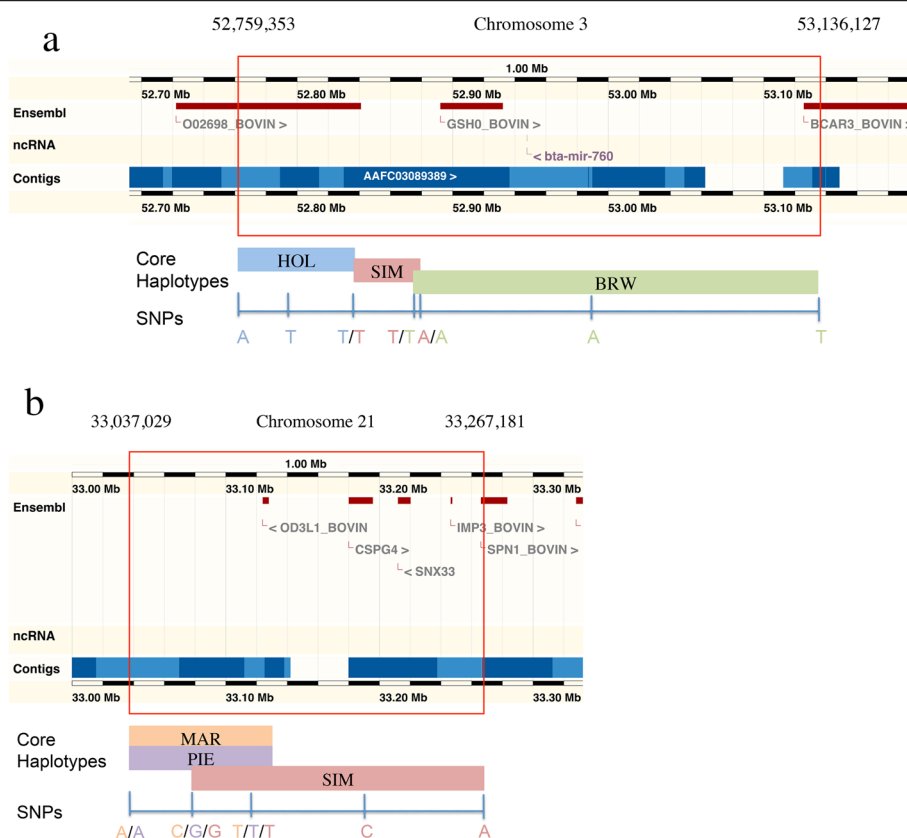 a
52,759,353 Chromosome 3 53,136,127
1.00 Mb
52.70 Mb 52.80 Mb 52.90 Mb 53.00 Mb 53.10 Mb
Ensembl
O02698_BOVIN > GSH0_BOVIN > BCAR3_BOVIN >
ncRNA
< bta-mir-760
Contigs AAFC03089389 >
52.70 Mb 52.80 Mb 52.90 Mb 53.00 Mb 53.10 Mb
Core Haplotypes
HOL
SIM
BRW
SNPs
A T T/T T/T A/A A T
b
33,037,029 Chromosome 21 33,267,181
1.00 Mb
33.00 Mb 33.10 Mb 33.20 Mb 33.30 Mb
Ensembl
< OD3L1_BOVIN IMP3_BOVIN >
CSPG4 > SPN1_BOVIN >
< SNX33
ncRNA
Contigs
33.00 Mb 33.10 Mb 33.20 Mb 33.30 Mb
Core Haplotypes
MAR
PIE
SIM
SNPs
A/A C/G/G T/T/T C A